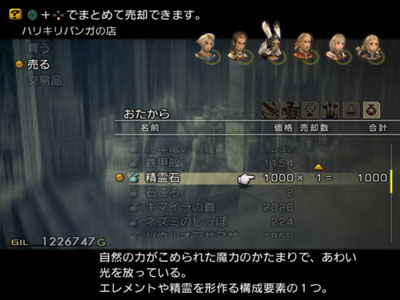 ?+でまとめて売却できます。
ハリキリバンガの店
買う
売る
交易品
おたから
名前 価格 売却数 合計
1237
鉄甲殻 1154
精霊石 1000×01= 1000
石ころ 2
キマイラの首 2026
ネズミのしっぽ 224
GIL 1226747G
自然の力がこめられた魔力のかたまりで、あわい
光を放っている。
エレメントや精霊を形作る構成要素の1つ。